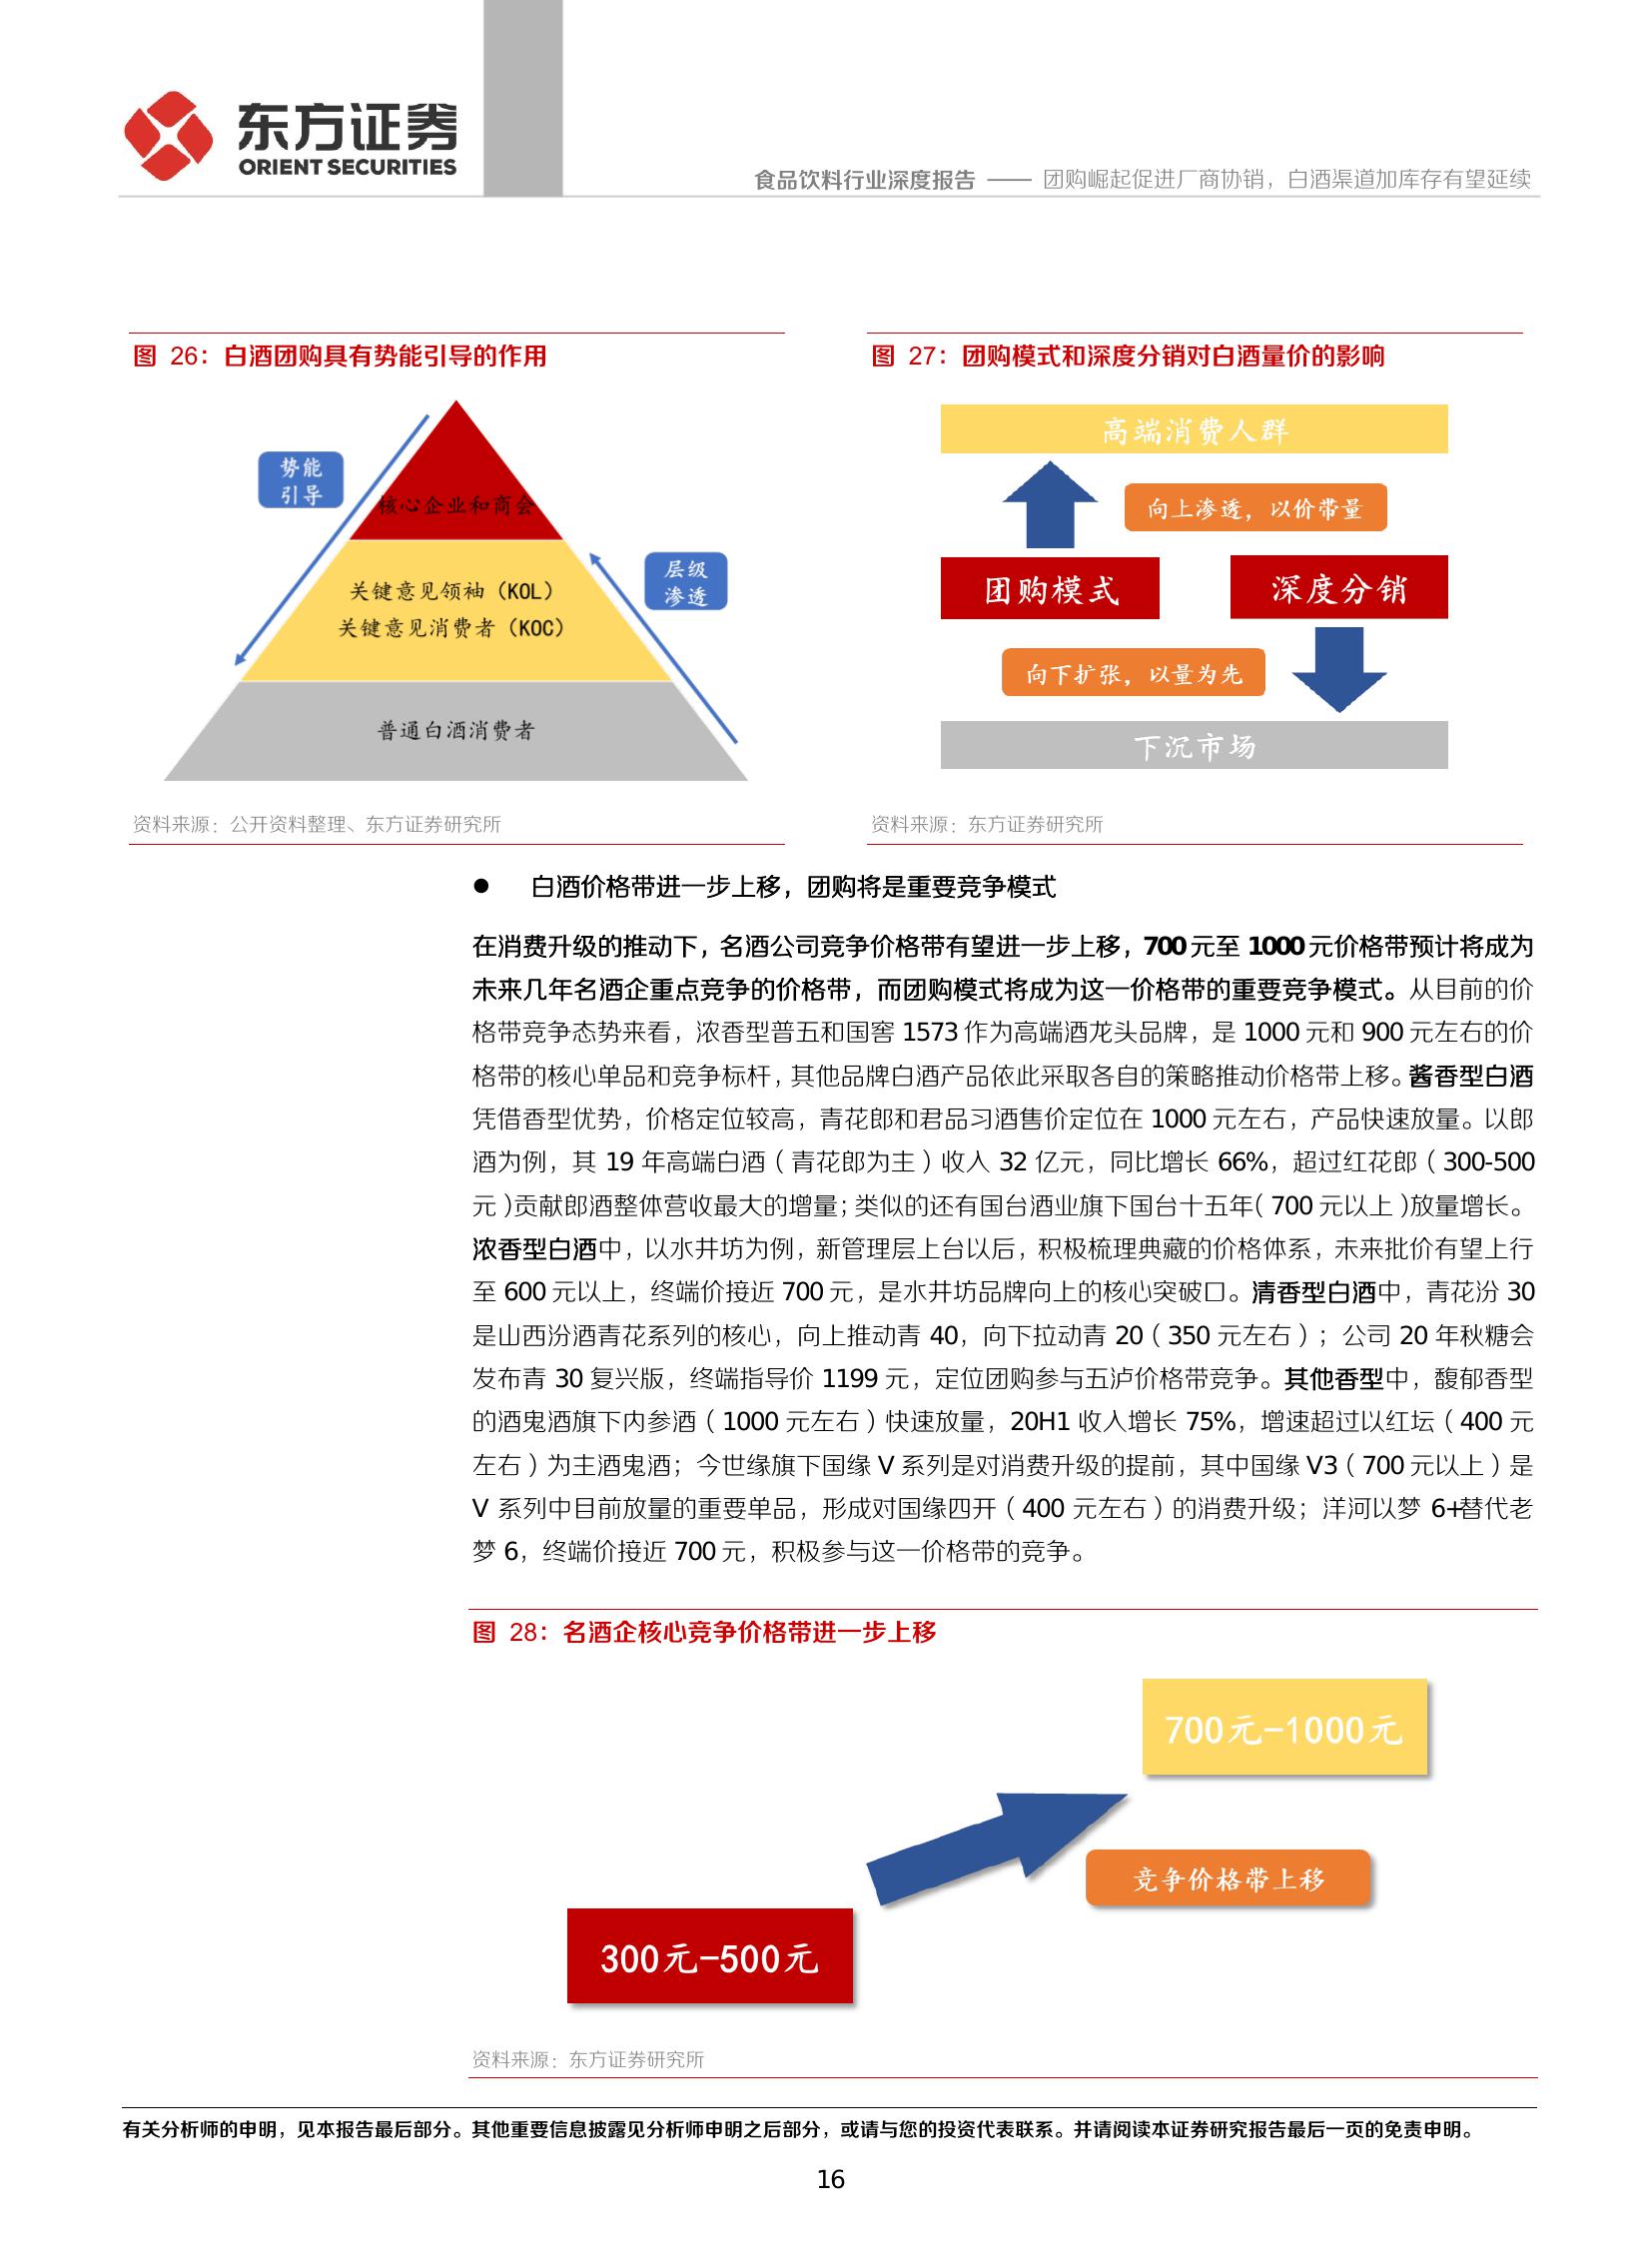 东方证券
ORIENT SECURITIES
食品饮料行业深度报告 —— 团购崛起促进厂商协销，白酒渠道加库存有望延续
图 26：白酒团购具有势能引导的作用
势能
引导
核心企业和商会
层级
渗透
关键意见领袖（KOL）
关键意见消费者（KOC）
普通白酒消费者
资料来源：公开资料整理、东方证券研究所
图 27：团购模式和深度分销对白酒量价的影响
高端消费人群
向上渗透，以价带量
团购模式
深度分销
向下扩张，以量为先
下沉市场
资料来源：东方证券研究所
● 白酒价格带进一步上移，团购将是重要竞争模式
在消费升级的推动下，名酒公司竞争价格带有望进一步上移，700元至 1000元价格带预计将成为
未来几年名酒企重点竞争的价格带，而团购模式将成为这一价格带的重要竞争模式。从目前的价
格带竞争态势来看，浓香型普五和国窖 1573 作为高端酒龙头品牌，是 1000 元和 900 元左右的价
格带的核心单品和竞争标杆，其他品牌白酒产品依此采取各自的策略推动价格带上移。酱香型白酒
凭借香型优势，价格定位较高，青花郎和君品习酒售价定位在 1000 元左右，产品快速放量。以郎
酒为例，其 19 年高端白酒（青花郎为主）收入 32 亿元，同比增长 66%，超过红花郎（300-500
元）贡献郎酒整体营收最大的增量；类似的还有国台酒业旗下国台十五年（700 元以上）放量增长。
浓香型白酒中，以水井坊为例，新管理层上台以后，积极梳理典藏的价格体系，未来批价有望上行
至 600 元以上，终端价接近 700 元，是水井坊品牌向上的核心突破口。清香型白酒中，青花汾 30
是山西汾酒青花系列的核心，向上推动青 40，向下拉动青 20（350 元左右）；公司 20 年秋糖会
发布青 30 复兴版，终端指导价 1199 元，定位团购参与五泸价格带竞争。其他香型中，馥郁香型
的酒鬼酒旗下内参酒（1000 元左右）快速放量，20H1 收入增长 75%，增速超过以红坛（400 元
左右）为主酒鬼酒；今世缘旗下国缘 V 系列是对消费升级的提前，其中国缘 V3（700 元以上）是
V 系列中目前放量的重要单品，形成对国缘四开（400 元左右）的消费升级；洋河以梦 6+替代老
梦 6，终端价接近 700 元，积极参与这一价格带的竞争。
图 28：名酒企核心竞争价格带进一步上移
700元-1000元
竞争价格带上移
300元-500元
资料来源：东方证券研究所
有关分析师的申明，见本报告最后部分。其他重要信息披露见分析师申明之后部分，或请与您的投资代表联系。并请阅读本证券研究报告最后一页的免责申明。
16